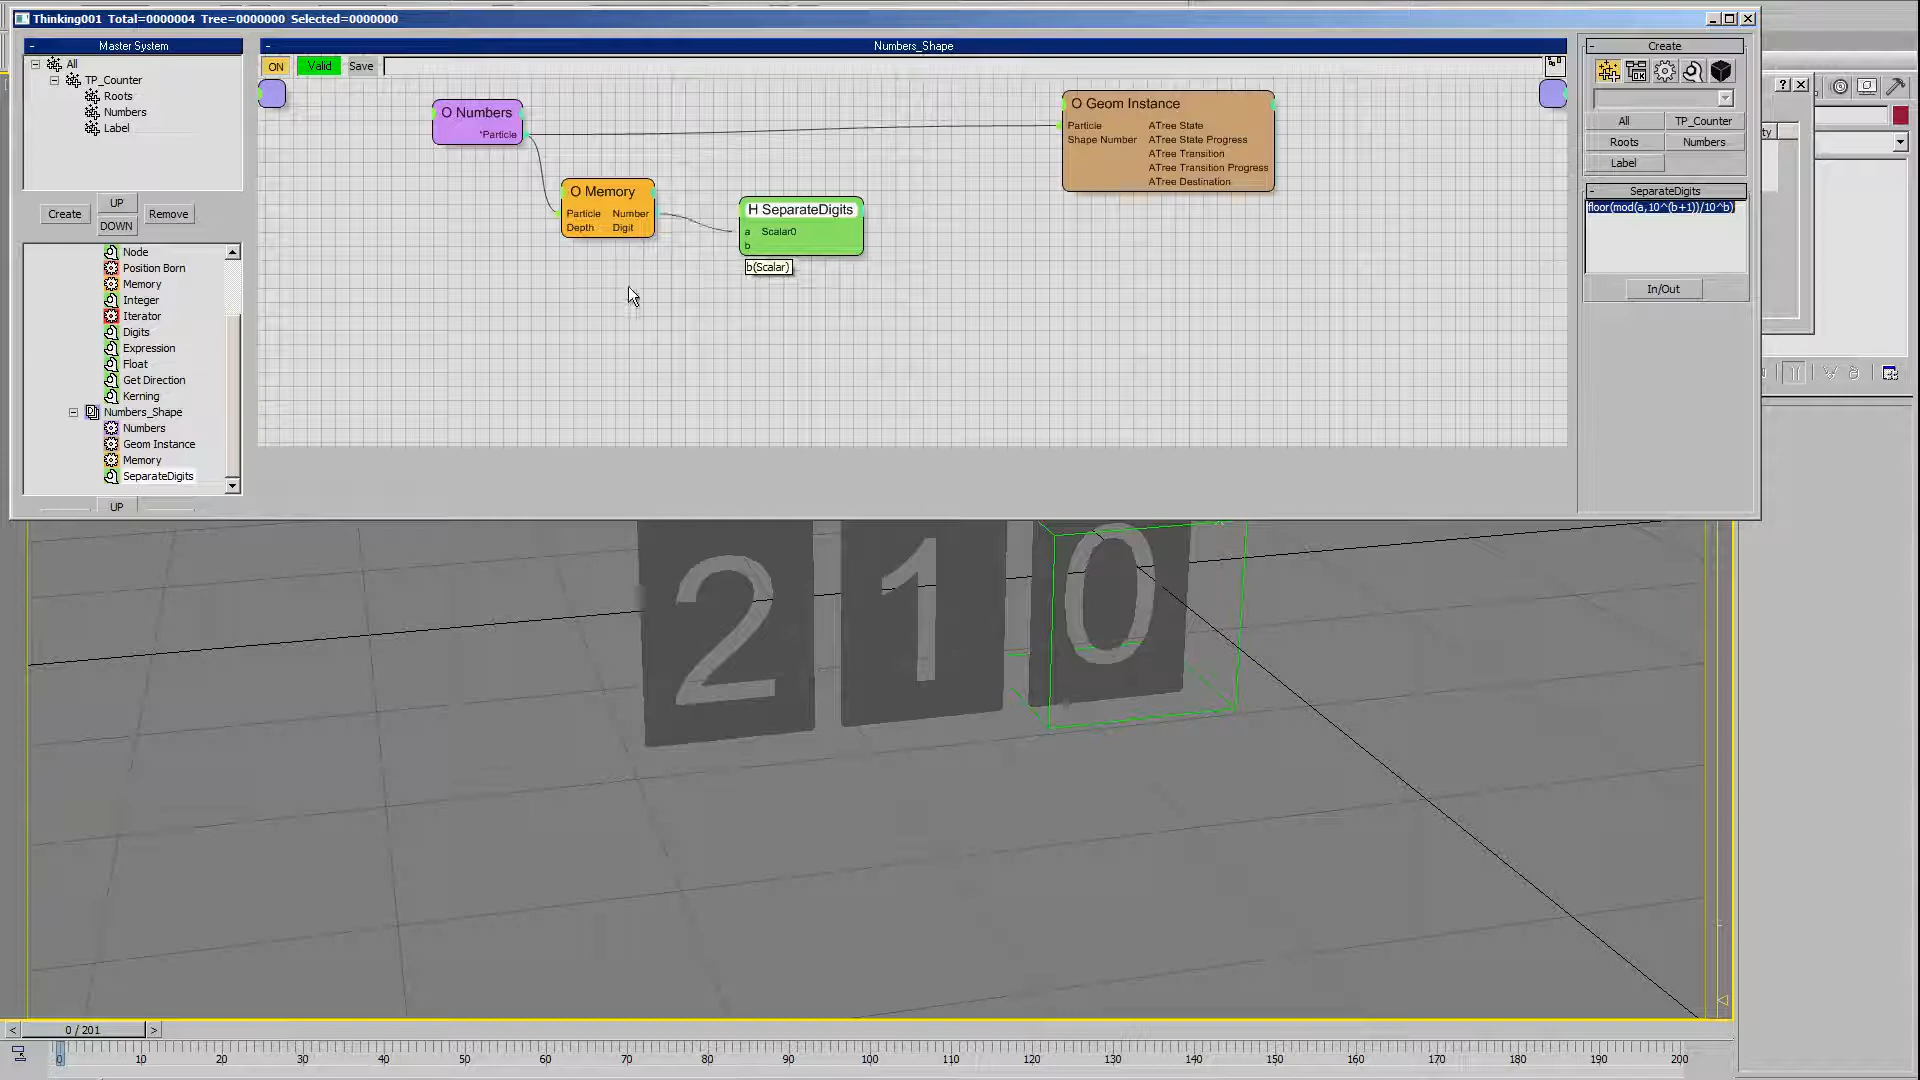 Thinking001 Total=0000004 Tree=0000000 Selected=0000000
Master System
All
TP_Counter
Roots
Numbers
Label
Create
UP
DOWN
Remove
Node
Position Born
Memory
Integer
Iterator
Digits
Expression
Float
Get Direction
Kerning
Numbers_Shape
Numbers
Geom Instance
Memory
SeparateDigits
UP
Numbers_Shape
ON
Valid
Save
O Numbers
*Particle
O Memory
Particle Number
Depth Digit
H SeparateDigits
a Scalar0
b
b(Scalar)
O Geom Instance
Particle ATree State
Shape Number ATree State Progress
ATree Transition
ATree Transition Progress
ATree Destination
Create
All TP_Counter
Roots Numbers
Label
SeparateDigits
floor(mod(a,10^(b+1))/10^b)
In/Out
2 1 0
< 0 / 201 >
0 10 20 30 40 50 60 70 80 90 100 110 120 130 140 150 160 170 180 190 200